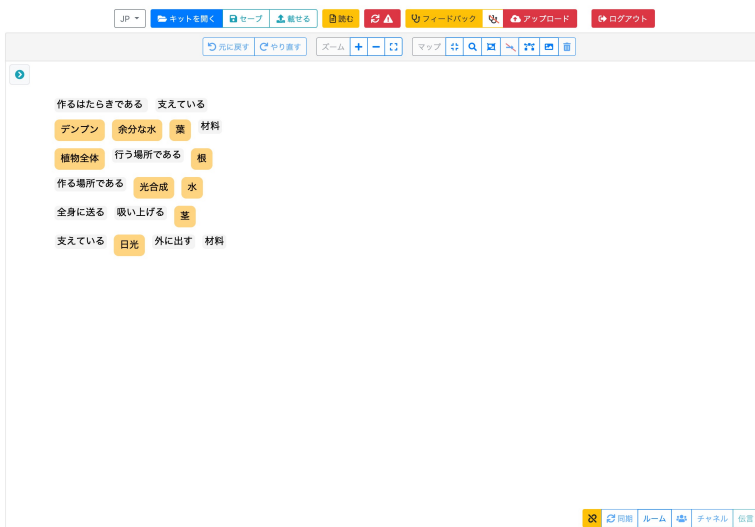 JP キットを開く セーブ 載せる 読む フィードバック アップロード ログアウト
元に戻す やり直す ズーム マップ
作るはたらきである 支えている
デンプン 余分な水 葉 材料
植物全体 行う場所である 根
作る場所である 光合成 水
全身に送る 吸い上げる 茎
支えている 日光 外に出す 材料
同期 ルーム チャネル 伝言